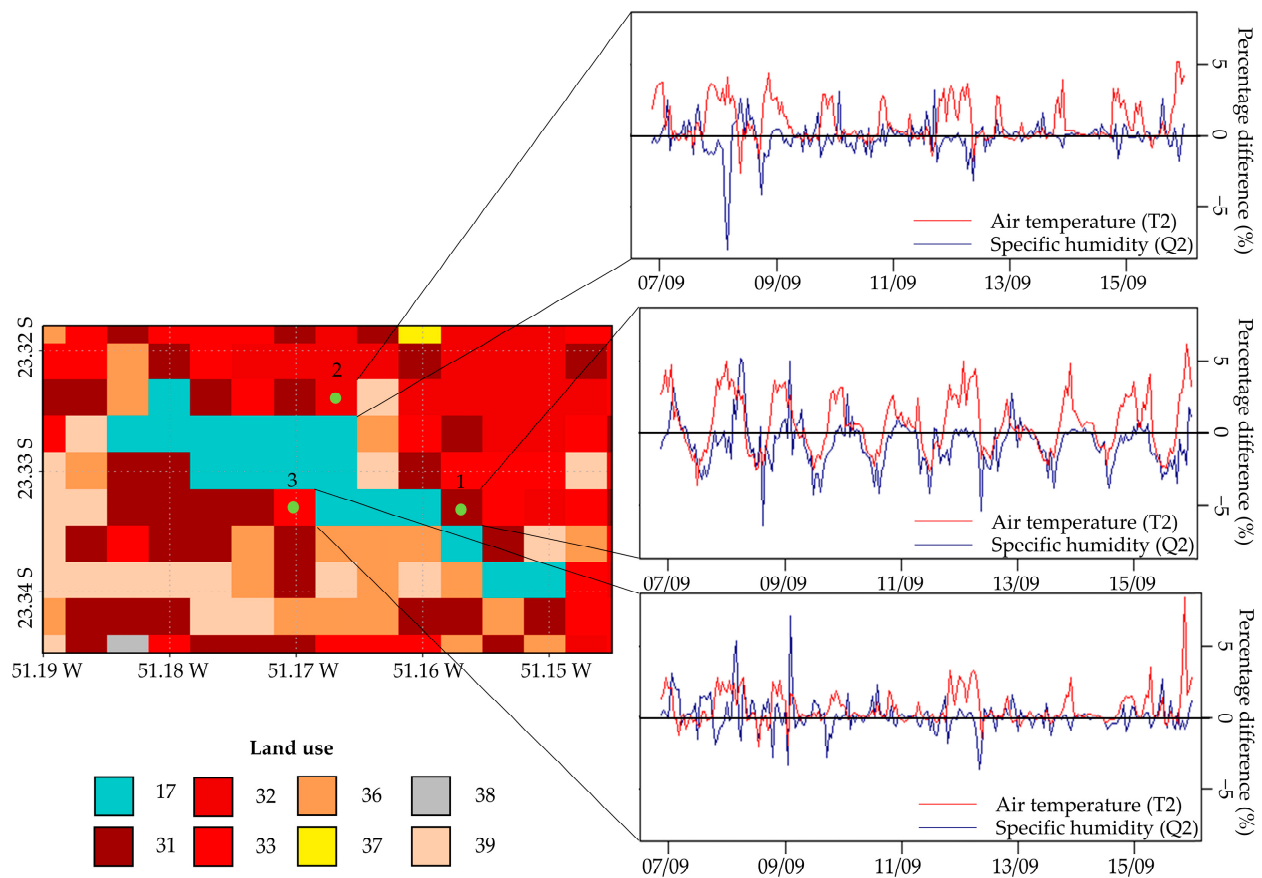 5
0
−5
Percentage difference (%)
Air temperature (T2)
Specific humidity (Q2)
07/09 09/09 11/09 13/09 15/09
5
0
−5
Percentage difference (%)
Air temperature (T2)
Specific humidity (Q2)
07/09 09/09 11/09 13/09 15/09
5
0
−5
Percentage difference (%)
Air temperature (T2)
Specific humidity (Q2)
07/09 09/09 11/09 13/09 15/09
23.32 S
23.33 S
23.34 S
2
3
1
51.19 W 51.18 W 51.17 W 51.16 W 51.15 W
Land use
17 32 36 38
31 33 37 39